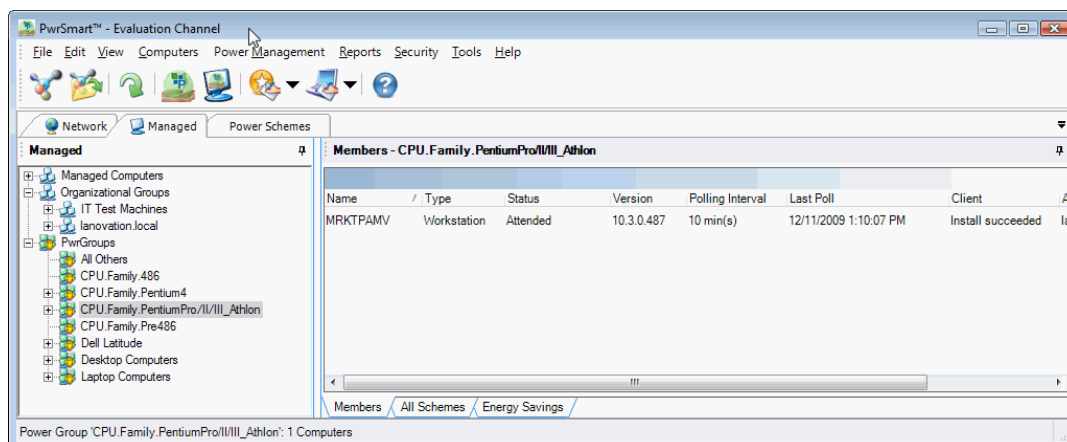 PwrSmart™ - Evaluation Channel
File Edit View Computers Power Management Reports Security Tools Help
Network Managed Power Schemes
Managed
Managed Computers
Organizational Groups
IT Test Machines
lanovation.local
PwrGroups
All Others
CPU.Family.486
CPU.Family.Pentium4
CPU.Family.PentiumPro/II/III_Athlon
CPU.Family.Pre486
Dell Latitude
Desktop Computers
Laptop Computers
Members - CPU.Family.PentiumPro/II/III_Athlon
Name Type Status Version Polling Interval Last Poll Client
MRKTPAMV Workstation Attended 10.3.0.487 10 min(s) 12/11/2009 1:10:07 PM Install succeeded
Members All Schemes Energy Savings
Power Group 'CPU.Family.PentiumPro/II/III_Athlon': 1 Computers